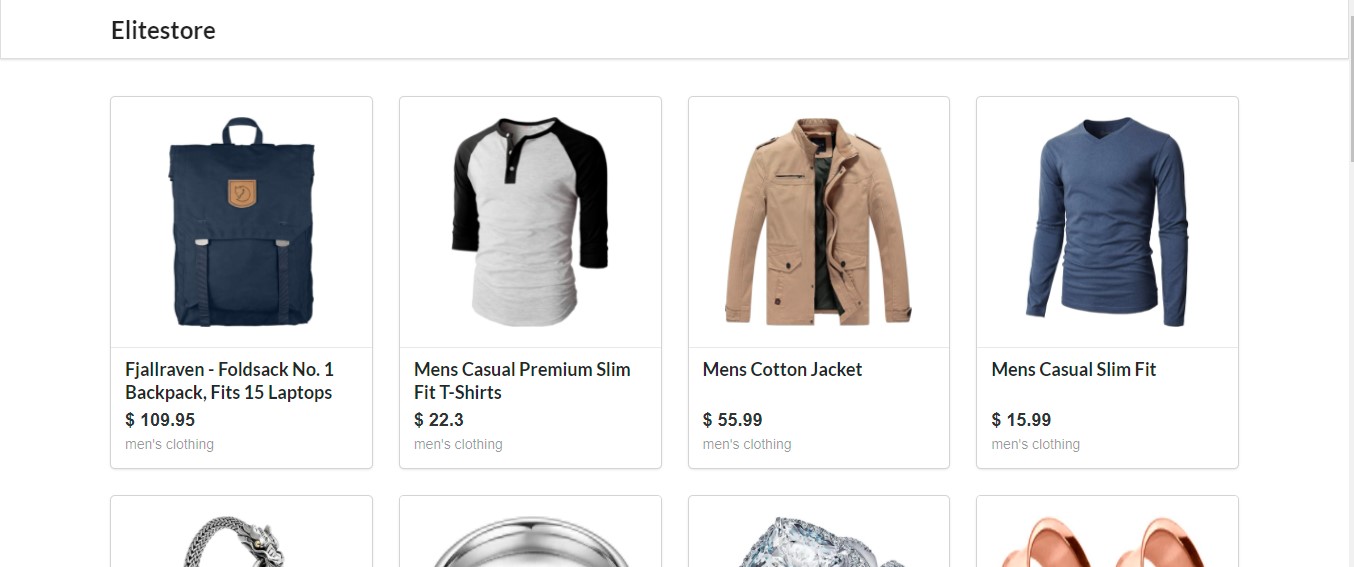 Elitestore
Fjallraven - Foldsack No. 1
Backpack, Fits 15 Laptops
$ 109.95
men's clothing
Mens Casual Premium Slim
Fit T-Shirts
$ 22.3
men's clothing
Mens Cotton Jacket
$ 55.99
men's clothing
Mens Casual Slim Fit
$ 15.99
men's clothing